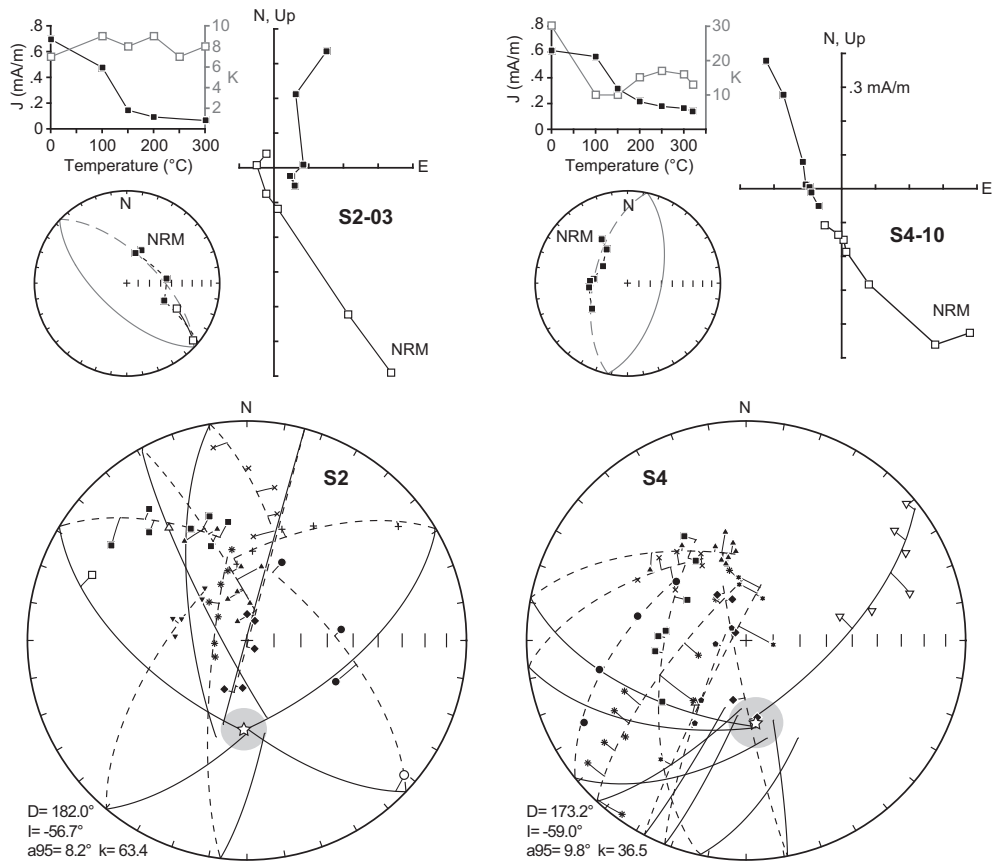 N, Up
.8
.6
.4
.2
0
J (mA/m)
10
8
6
4
2
K
0
100
200
300
Temperature (°C)
E
S2-03
NRM
N
NRM
N, Up
.3 mA/m
.8
.6
.4
.2
0
J (mA/m)
30
20
10
K
0
100
200
300
Temperature (°C)
E
S4-10
NRM
N
NRM
N
S2
D= 182.0°
I= -56.7°
a95= 8.2° k= 63.4
N
S4
D= 173.2°
I= -59.0°
a95= 9.8° k= 36.5